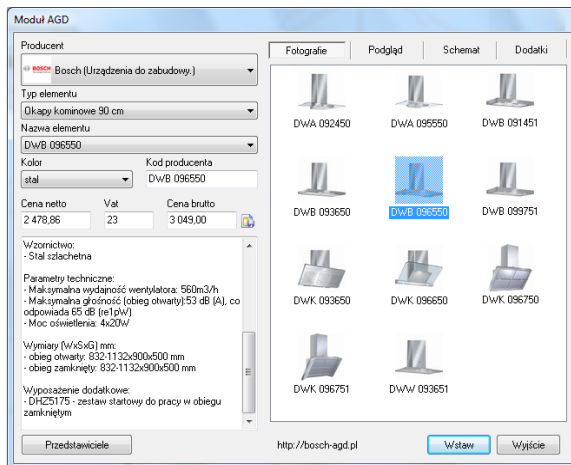 Moduł AGD
Producent
BOSCH Bosch (Urządzenia do zabudowy.)
Typ elementu
Okapy kominowe 90 cm
Nazwa elementu
DWB 096550
Kolor Kod producenta
stal DWB 096550
Cena netto Vat Cena brutto
2 478,86 23 3 049,00
Wzornictwo:
- Stal szlachetna
Parametry techniczne:
- Maksymalna wydajność wentylatora: 560m3/h
- Maksymalna głośność (obieg otwarty):53 dB (A), co
odpowiada 65 dB (re1pW)
- Moc oświetlenia: 4x20W
Wymiary (WxSxG) mm:
- obieg otwarty: 832-1132x900x500 mm
- obieg zamknięty: 832-1132x900x500 mm
Wyposażenie dodatkowe:
- DHZ5175 - zestaw startowy do pracy w obiegu
zamkniętym
Przedstawiciele
Fotografie Podgląd Schemat Dodatki
DWA 092450 DWA 095550 DWB 091451
DWB 093650 DWB 096550 DWB 099751
DWK 093650 DWK 096650 DWK 096750
DWK 096751 DWW 093651
http://bosch-agd.pl Wstaw Wyjście